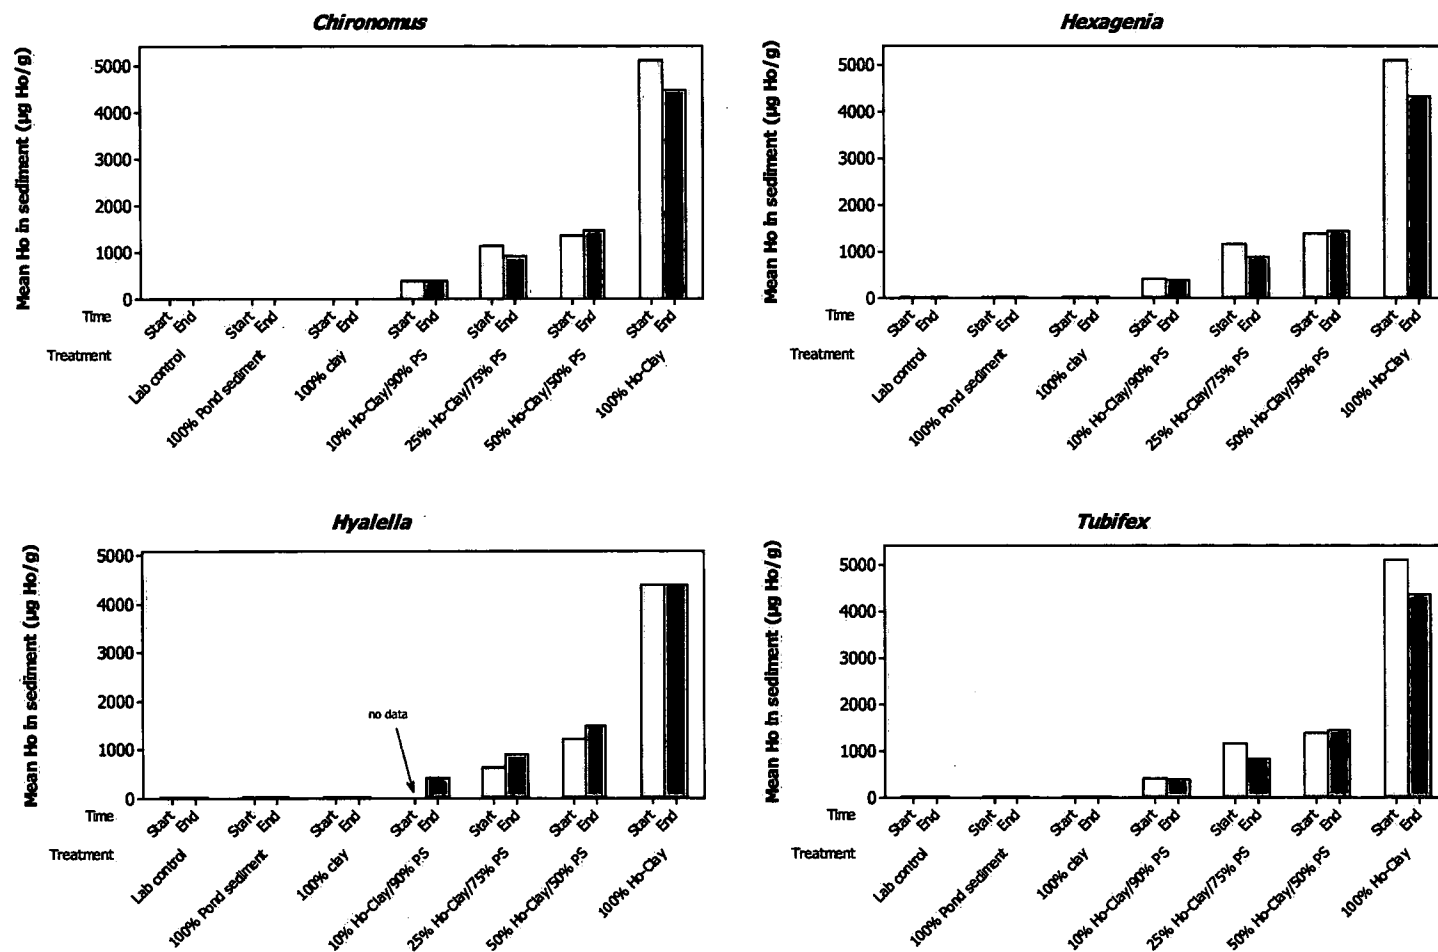 Chironomus
Mean Ho in sediment (µg Ho/g)
5000
4000
3000
2000
1000
0
Time
Start End Start End Start End Start End Start End Start End Start End
Treatment
Lab control
100% Pond sediment
100% clay
10% Ho-Clay/90% PS
25% Ho-Clay/75% PS
50% Ho-Clay/50% PS
100% Ho-Clay
Hexagenia
Mean Ho in sediment (µg Ho/g)
5000
4000
3000
2000
1000
0
Time
Start End Start End Start End Start End Start End Start End Start End
Treatment
Lab control
100% Pond sediment
100% clay
10% Ho-Clay/90% PS
25% Ho-Clay/75% PS
50% Ho-Clay/50% PS
100% Ho-Clay
Hyalella
Mean Ho in sediment (µg Ho/g)
5000
4000
3000
2000
1000
0
no data
Time
Start End Start End Start End Start End Start End Start End Start End
Treatment
Lab control
100% Pond sediment
100% clay
10% Ho-Clay/90% PS
25% Ho-Clay/75% PS
50% Ho-Clay/50% PS
100% Ho-Clay
Tubifex
Mean Ho in sediment (µg Ho/g)
5000
4000
3000
2000
1000
0
Time
Start End Start End Start End Start End Start End Start End Start End
Treatment
Lab control
100% Pond sediment
100% clay
10% Ho-Clay/90% PS
25% Ho-Clay/75% PS
50% Ho-Clay/50% PS
100% Ho-Clay